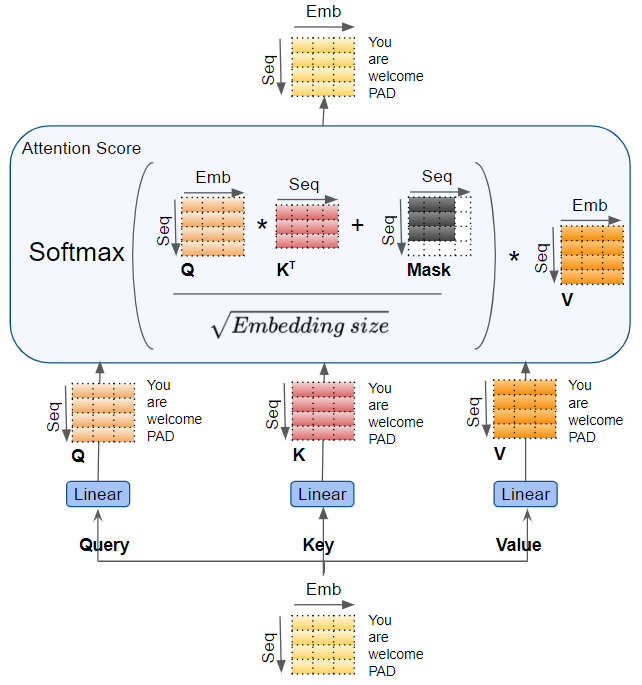 Emb
Seq
You
are
welcome
PAD
Attention Score
Softmax
Emb
Seq
Q
*
Seq
K^T
+
Seq
Seq
Mask
√Embedding size
*
Emb
Seq
V
Seq
You
are
welcome
PAD
Q
Seq
You
are
welcome
PAD
K
Seq
You
are
welcome
PAD
V
Linear
Linear
Linear
Query
Key
Value
Emb
Seq
You
are
welcome
PAD